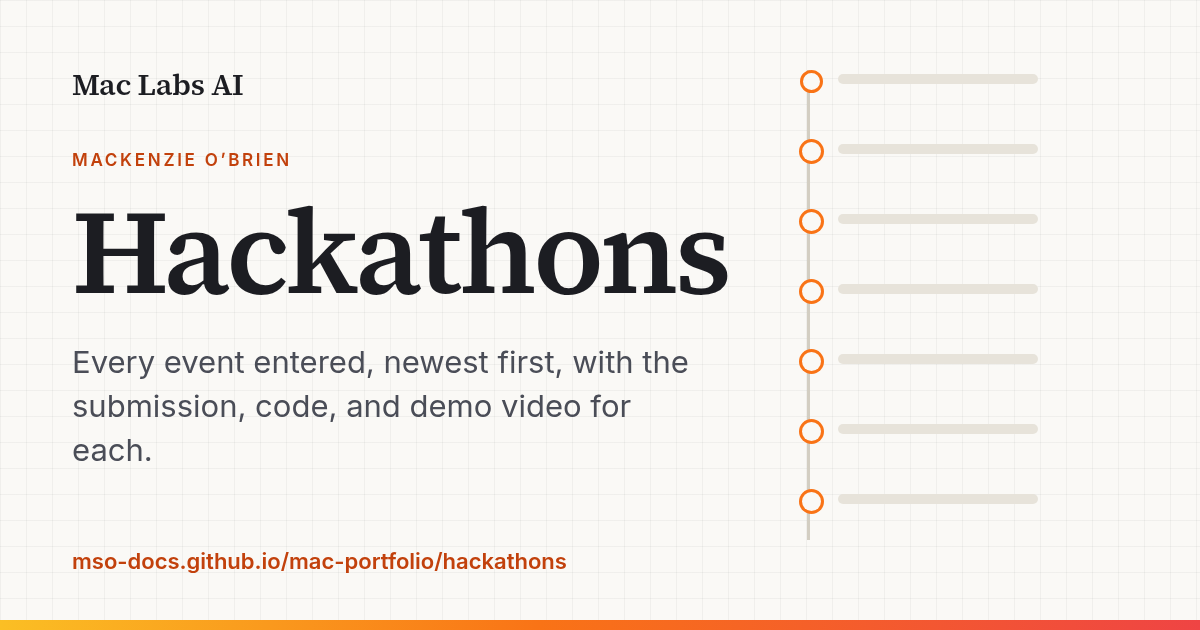 Mac Labs AI
MACKENZIE O’BRIEN
Hackathons
Every event entered, newest first, with the
submission, code, and demo video for
each.
mso-docs.github.io/mac-portfolio/hackathons